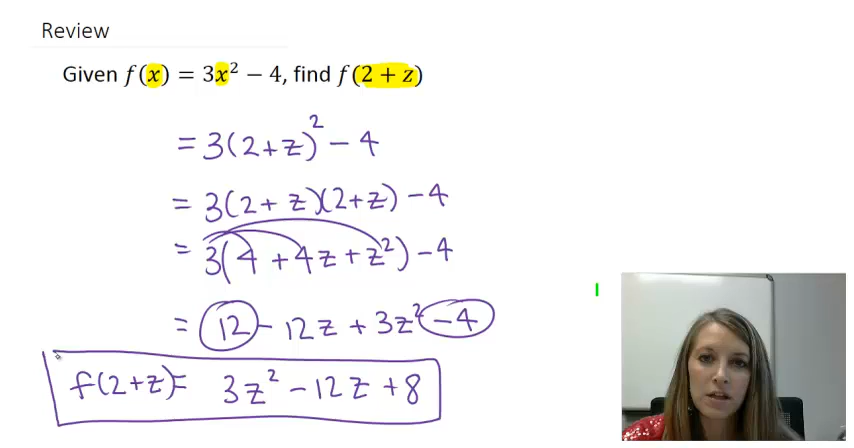 Review
Given f(x) = 3x² − 4, find f(2 + z)
= 3(2+z)² − 4
= 3(2+z)(2+z) − 4
= 3(4 + 4z + z²) − 4
= 12 − 12z + 3z² − 4
f(2+z) = 3z² − 12z + 8